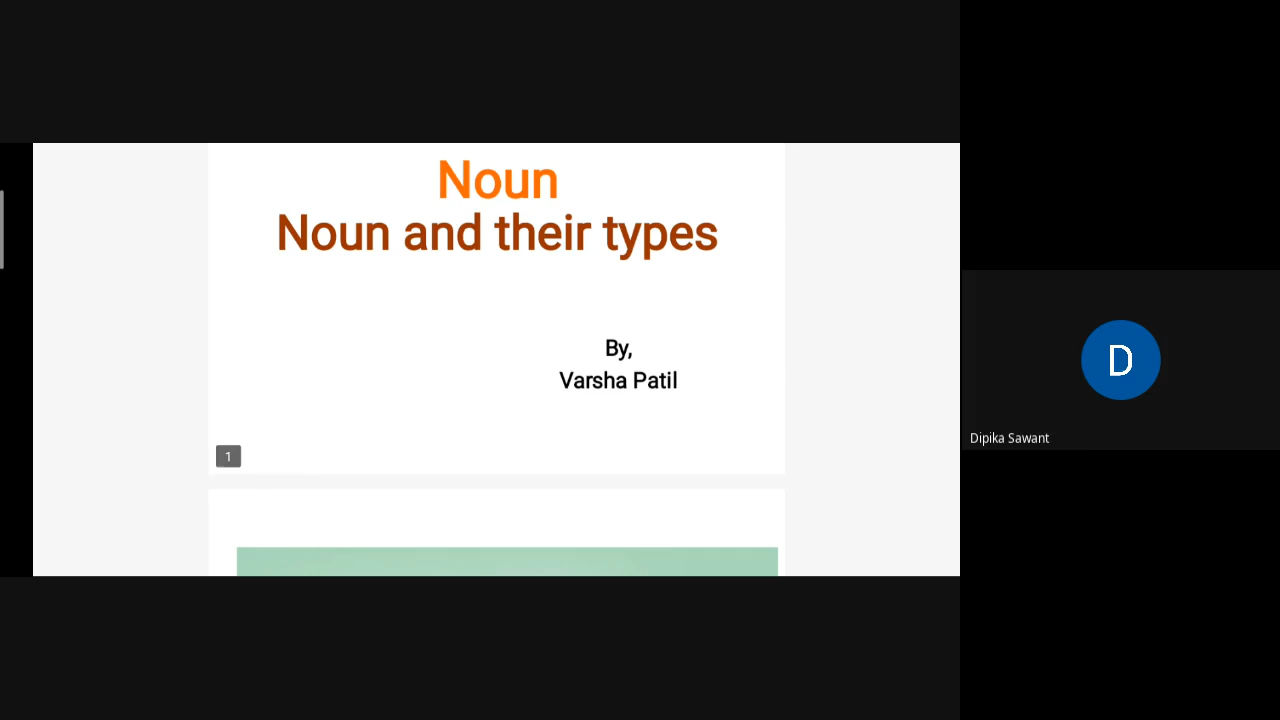 Noun
Noun and their types
By,
Varsha Patil
1
D
Dipika Sawant